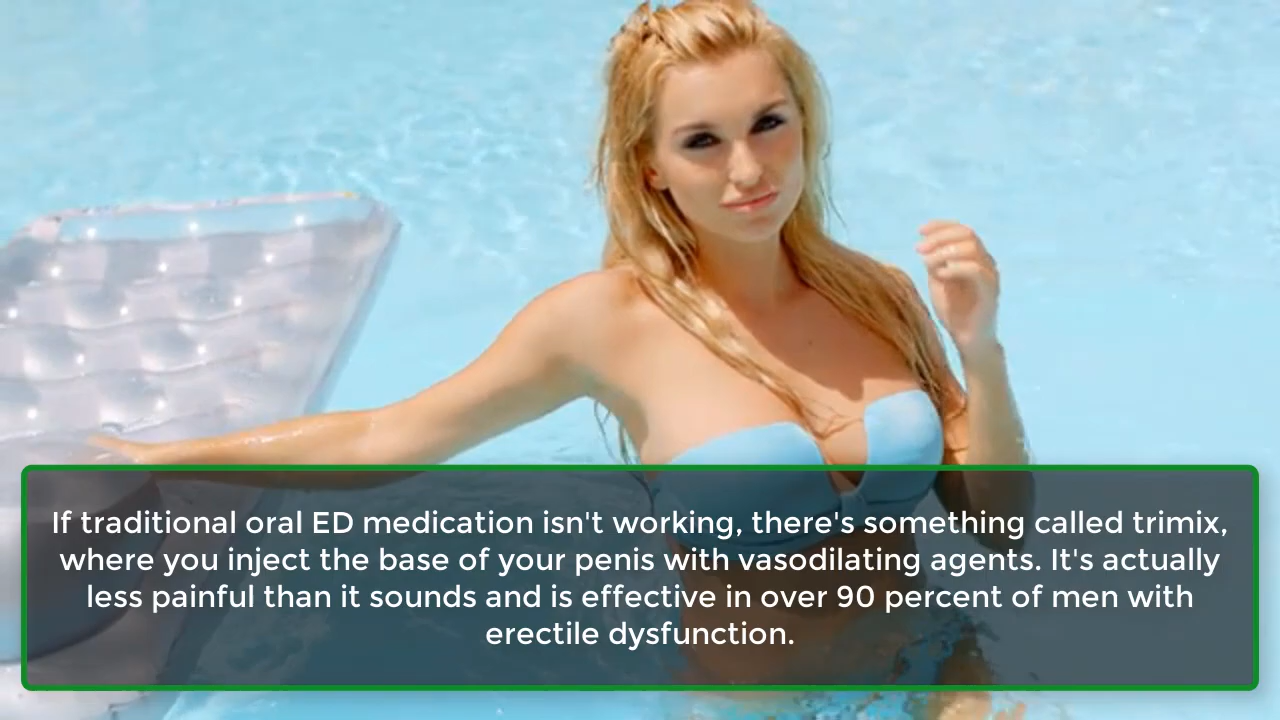 If traditional oral ED medication isn't working, there's something called trimix,
where you inject the base of your penis with vasodilating agents. It's actually
less painful than it sounds and is effective in over 90 percent of men with
erectile dysfunction.